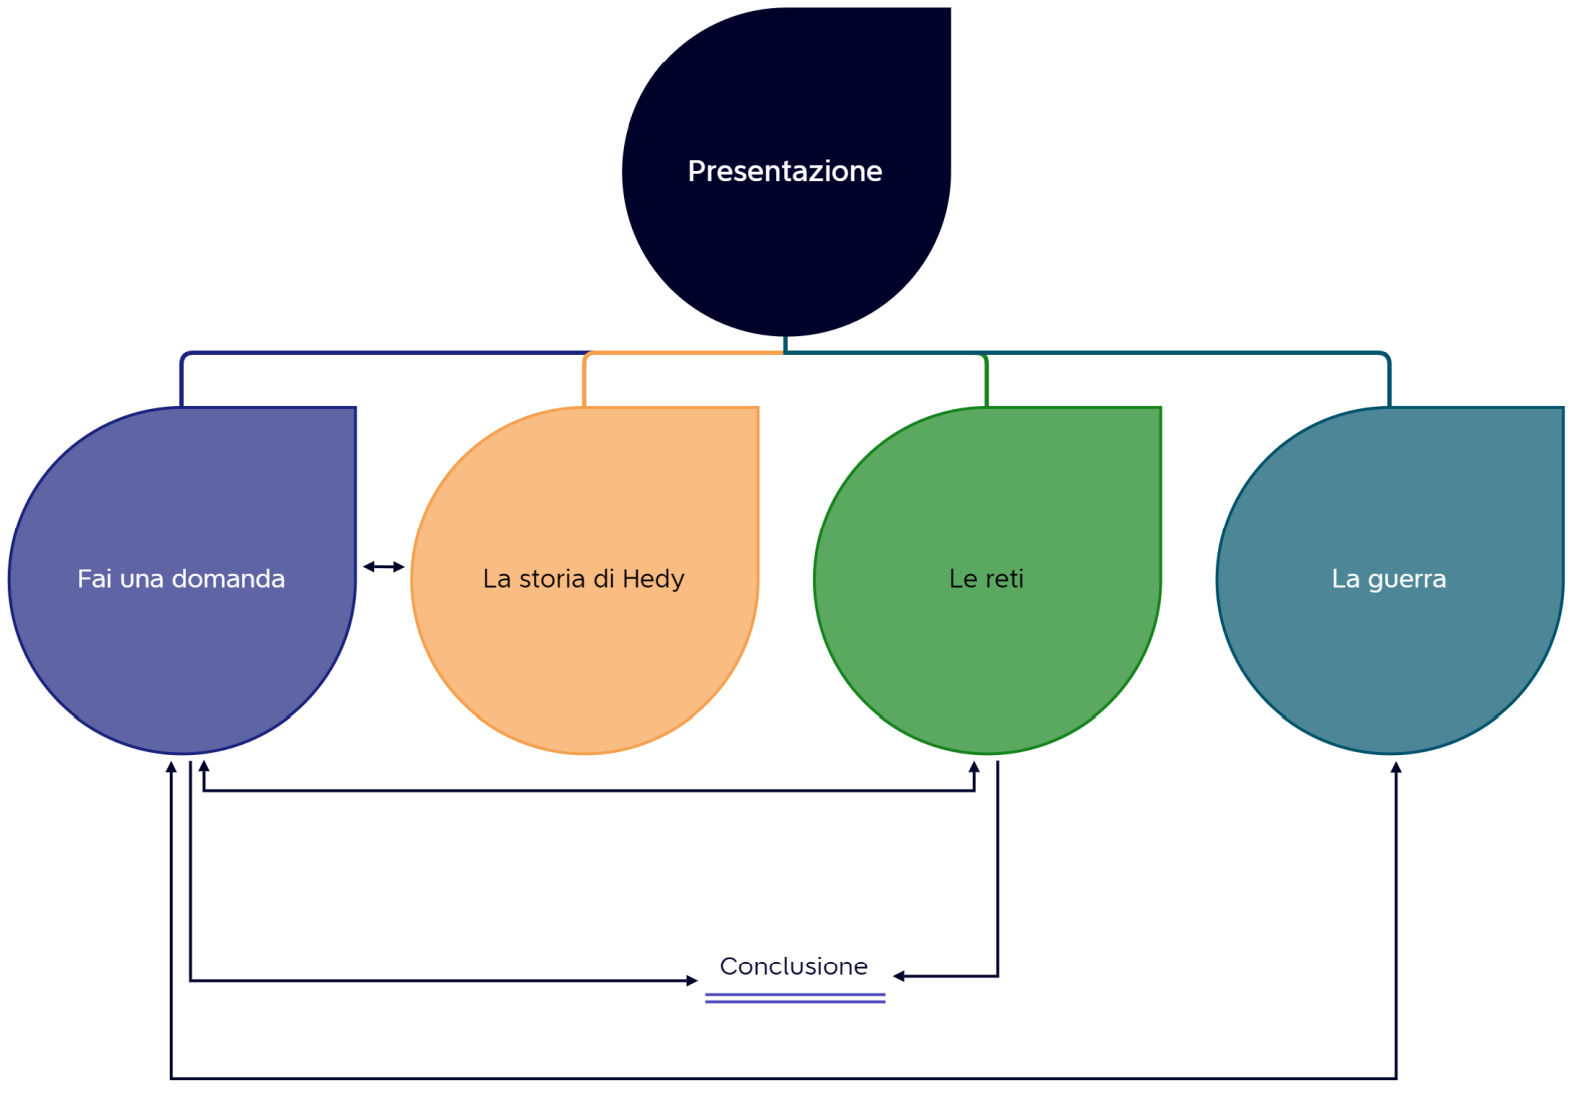 Presentazione
Fai una domanda
La storia di Hedy
Le reti
La guerra
Conclusione